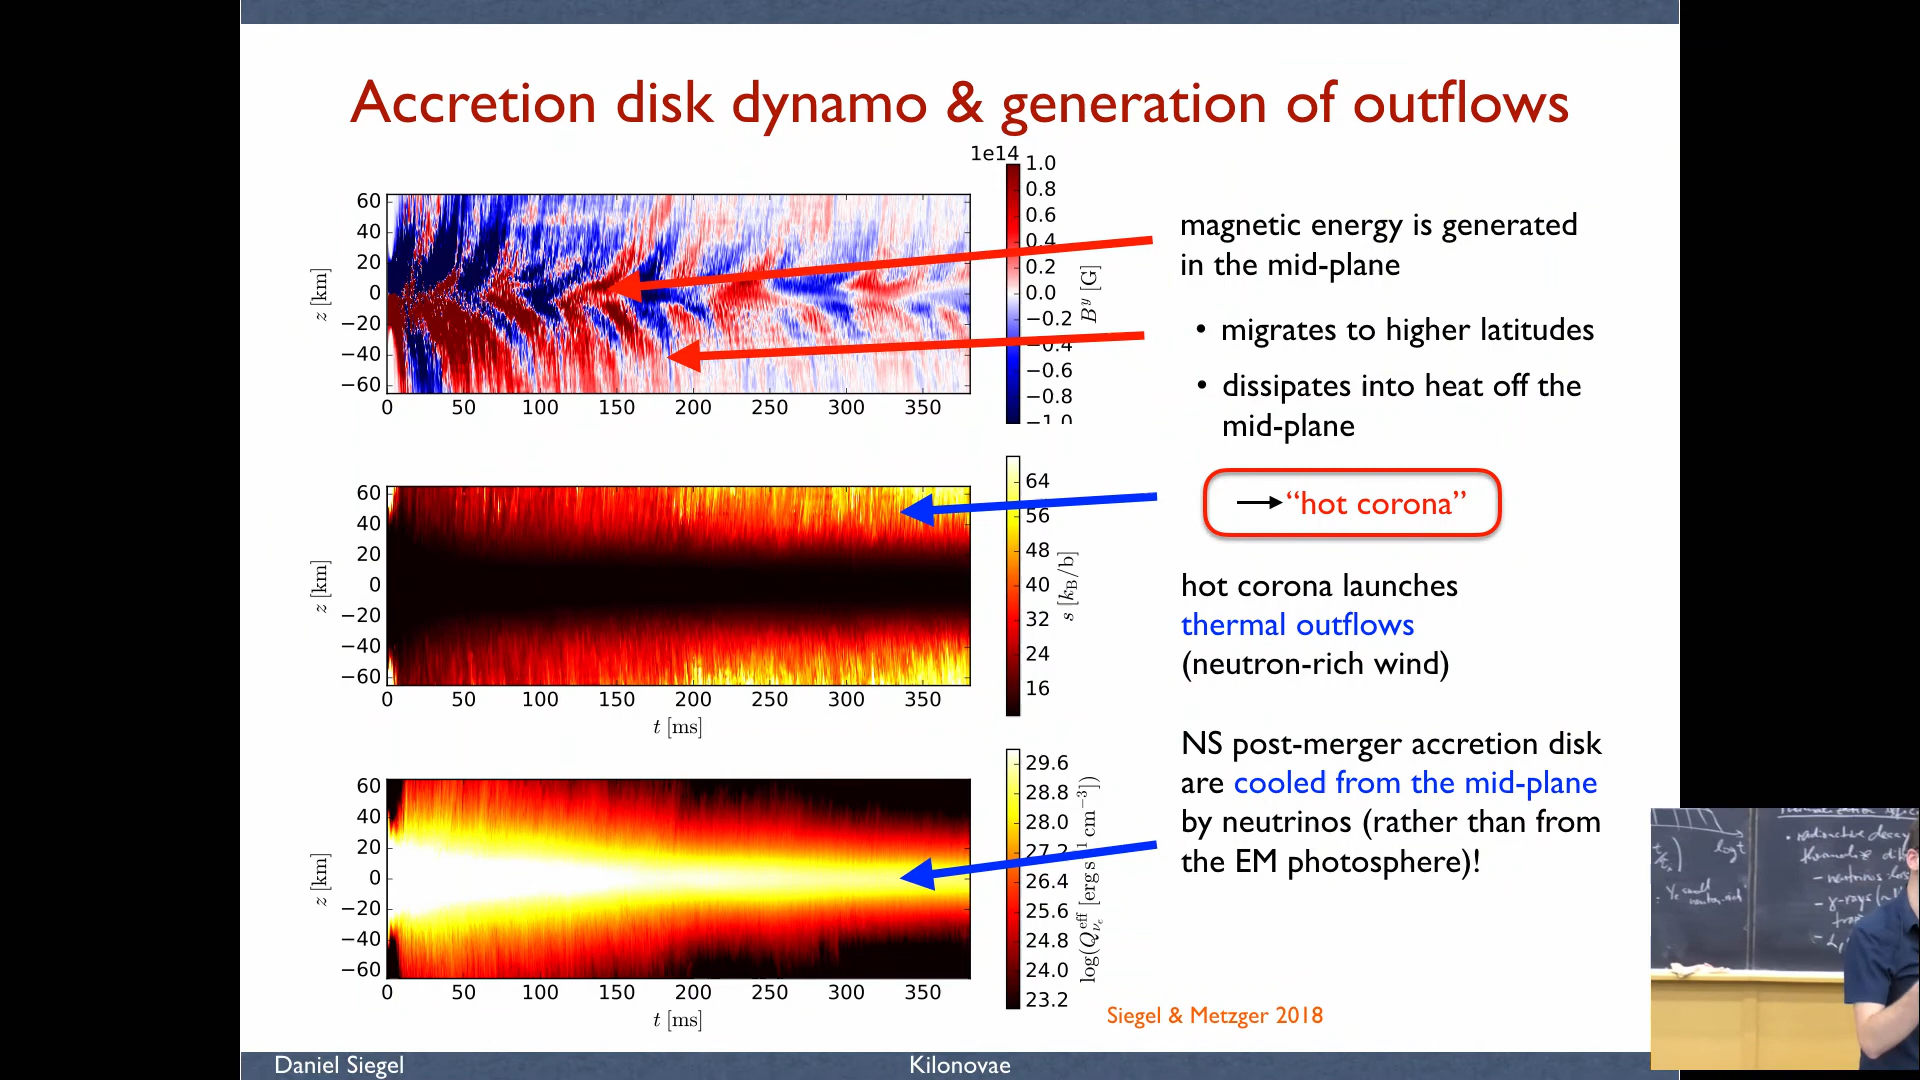 Accretion disk dynamo & generation of outflows
1e14
1.0
0.8
0.6
0.4
0.2
0.0
−0.2
−0.4
−0.6
−0.8
−1.0
B^y [G]
60
40
20
0
−20
−40
−60
z [km]
0 50 100 150 200 250 300 350
magnetic energy is generated
in the mid-plane
• migrates to higher latitudes
• dissipates into heat off the
mid-plane
→ “hot corona”
64
56
48
40
32
24
16
s [k_B/b]
60
40
20
0
−20
−40
−60
z [km]
0 50 100 150 200 250 300 350
t [ms]
hot corona launches
thermal outflows
(neutron-rich wind)
29.6
28.8
28.0
27.2
26.4
25.6
24.8
24.0
23.2
60
40
20
0
−20
−40
−60
z [km]
0 50 100 150 200 250 300 350
t [ms]
NS post-merger accretion disk
are cooled from the mid-plane
by neutrinos (rather than from
the EM photosphere)!
Siegel & Metzger 2018
log t
• radioactive decay
Daniel Siegel
Kilonovae